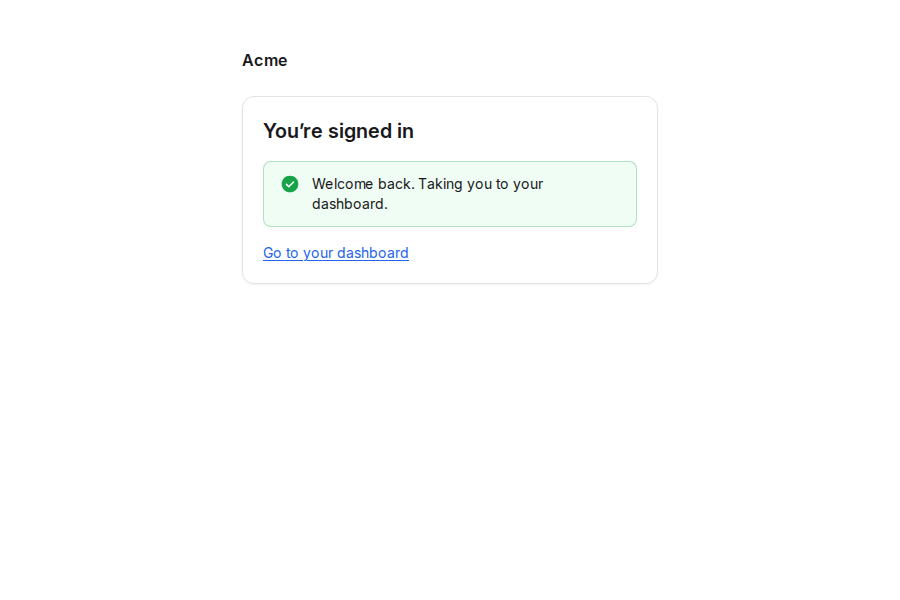 Acme
You’re signed in
Welcome back. Taking you to your
dashboard.
Go to your dashboard